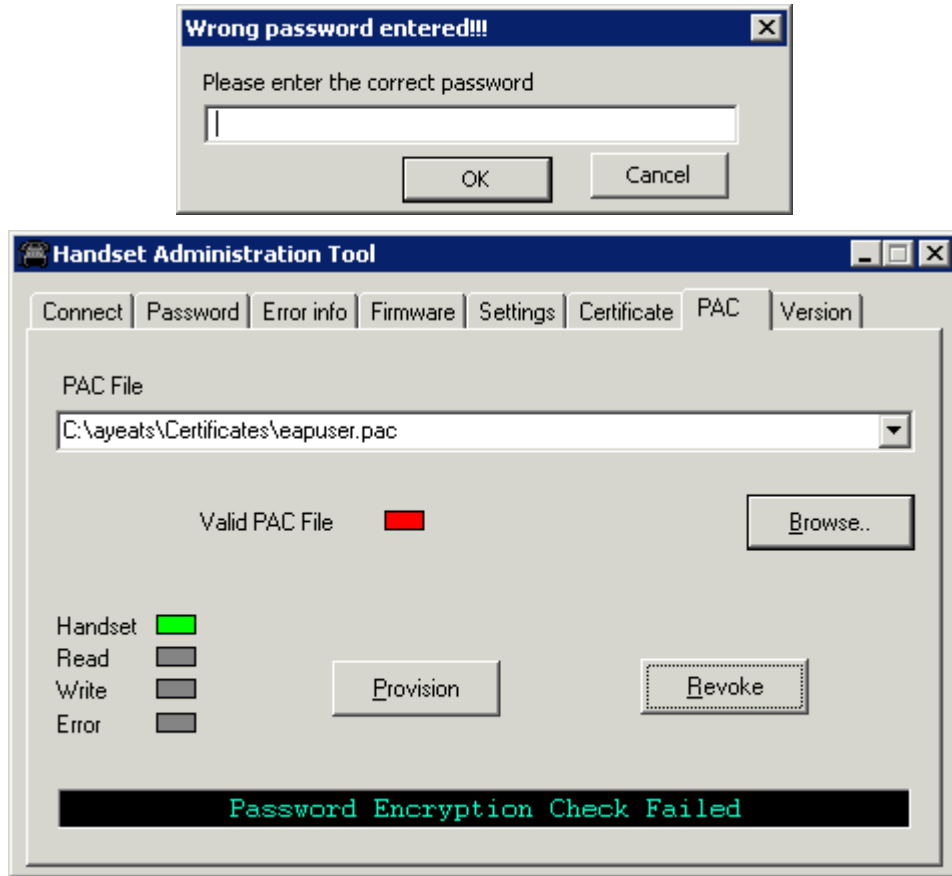 Wrong password entered!!!
Please enter the correct password
OK Cancel
Handset Administration Tool
Connect Password Error info Firmware Settings Certificate PAC Version
PAC File
C:\ayeats\Certificates\eapuser.pac
Valid PAC File Browse..
Handset
Read
Write Provision Revoke
Error
Password Encryption Check Failed